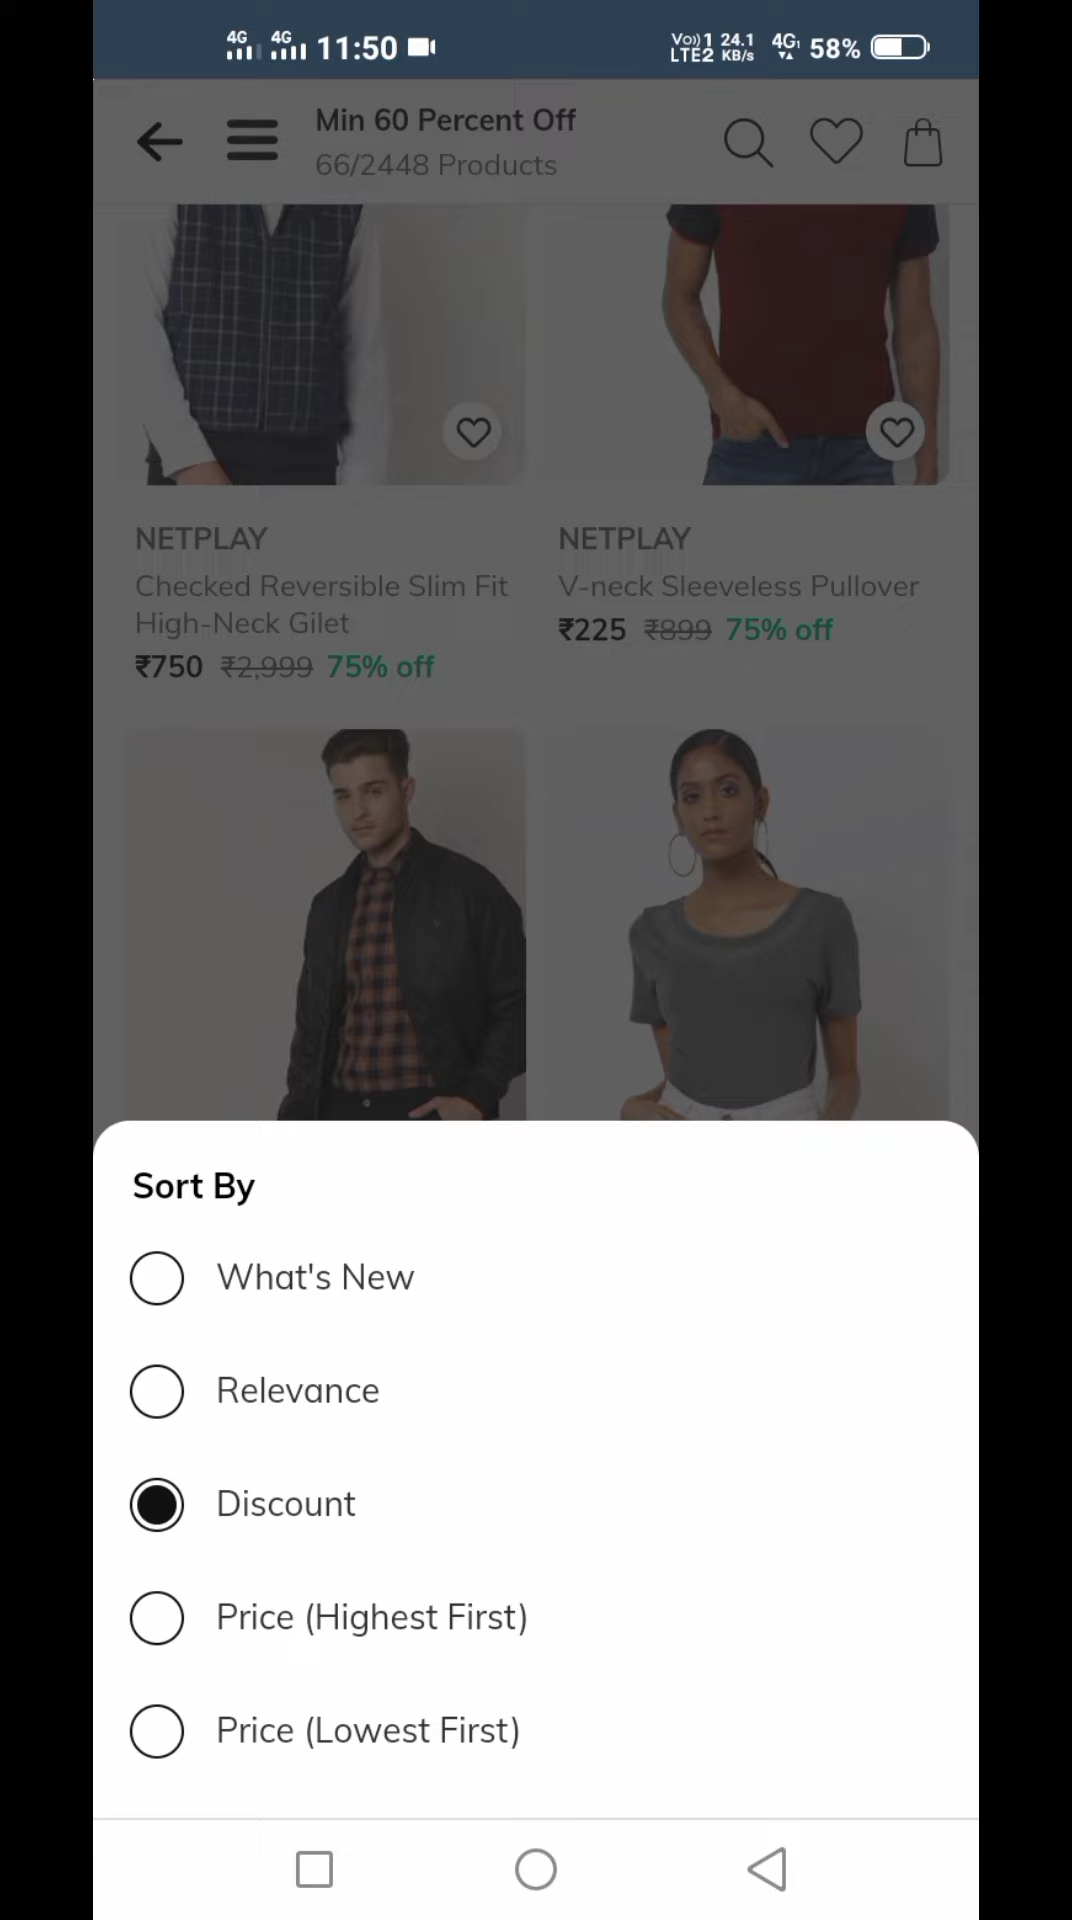 4G 4G 11:50 Vo))1 LTE2 24.1 KB/s 4G 58%
Min 60 Percent Off
66/2448 Products
NETPLAY
Checked Reversible Slim Fit
High-Neck Gilet
₹750 ₹2,999 75% off
NETPLAY
V-neck Sleeveless Pullover
₹225 ₹899 75% off
Sort By
What's New
Relevance
Discount
Price (Highest First)
Price (Lowest First)